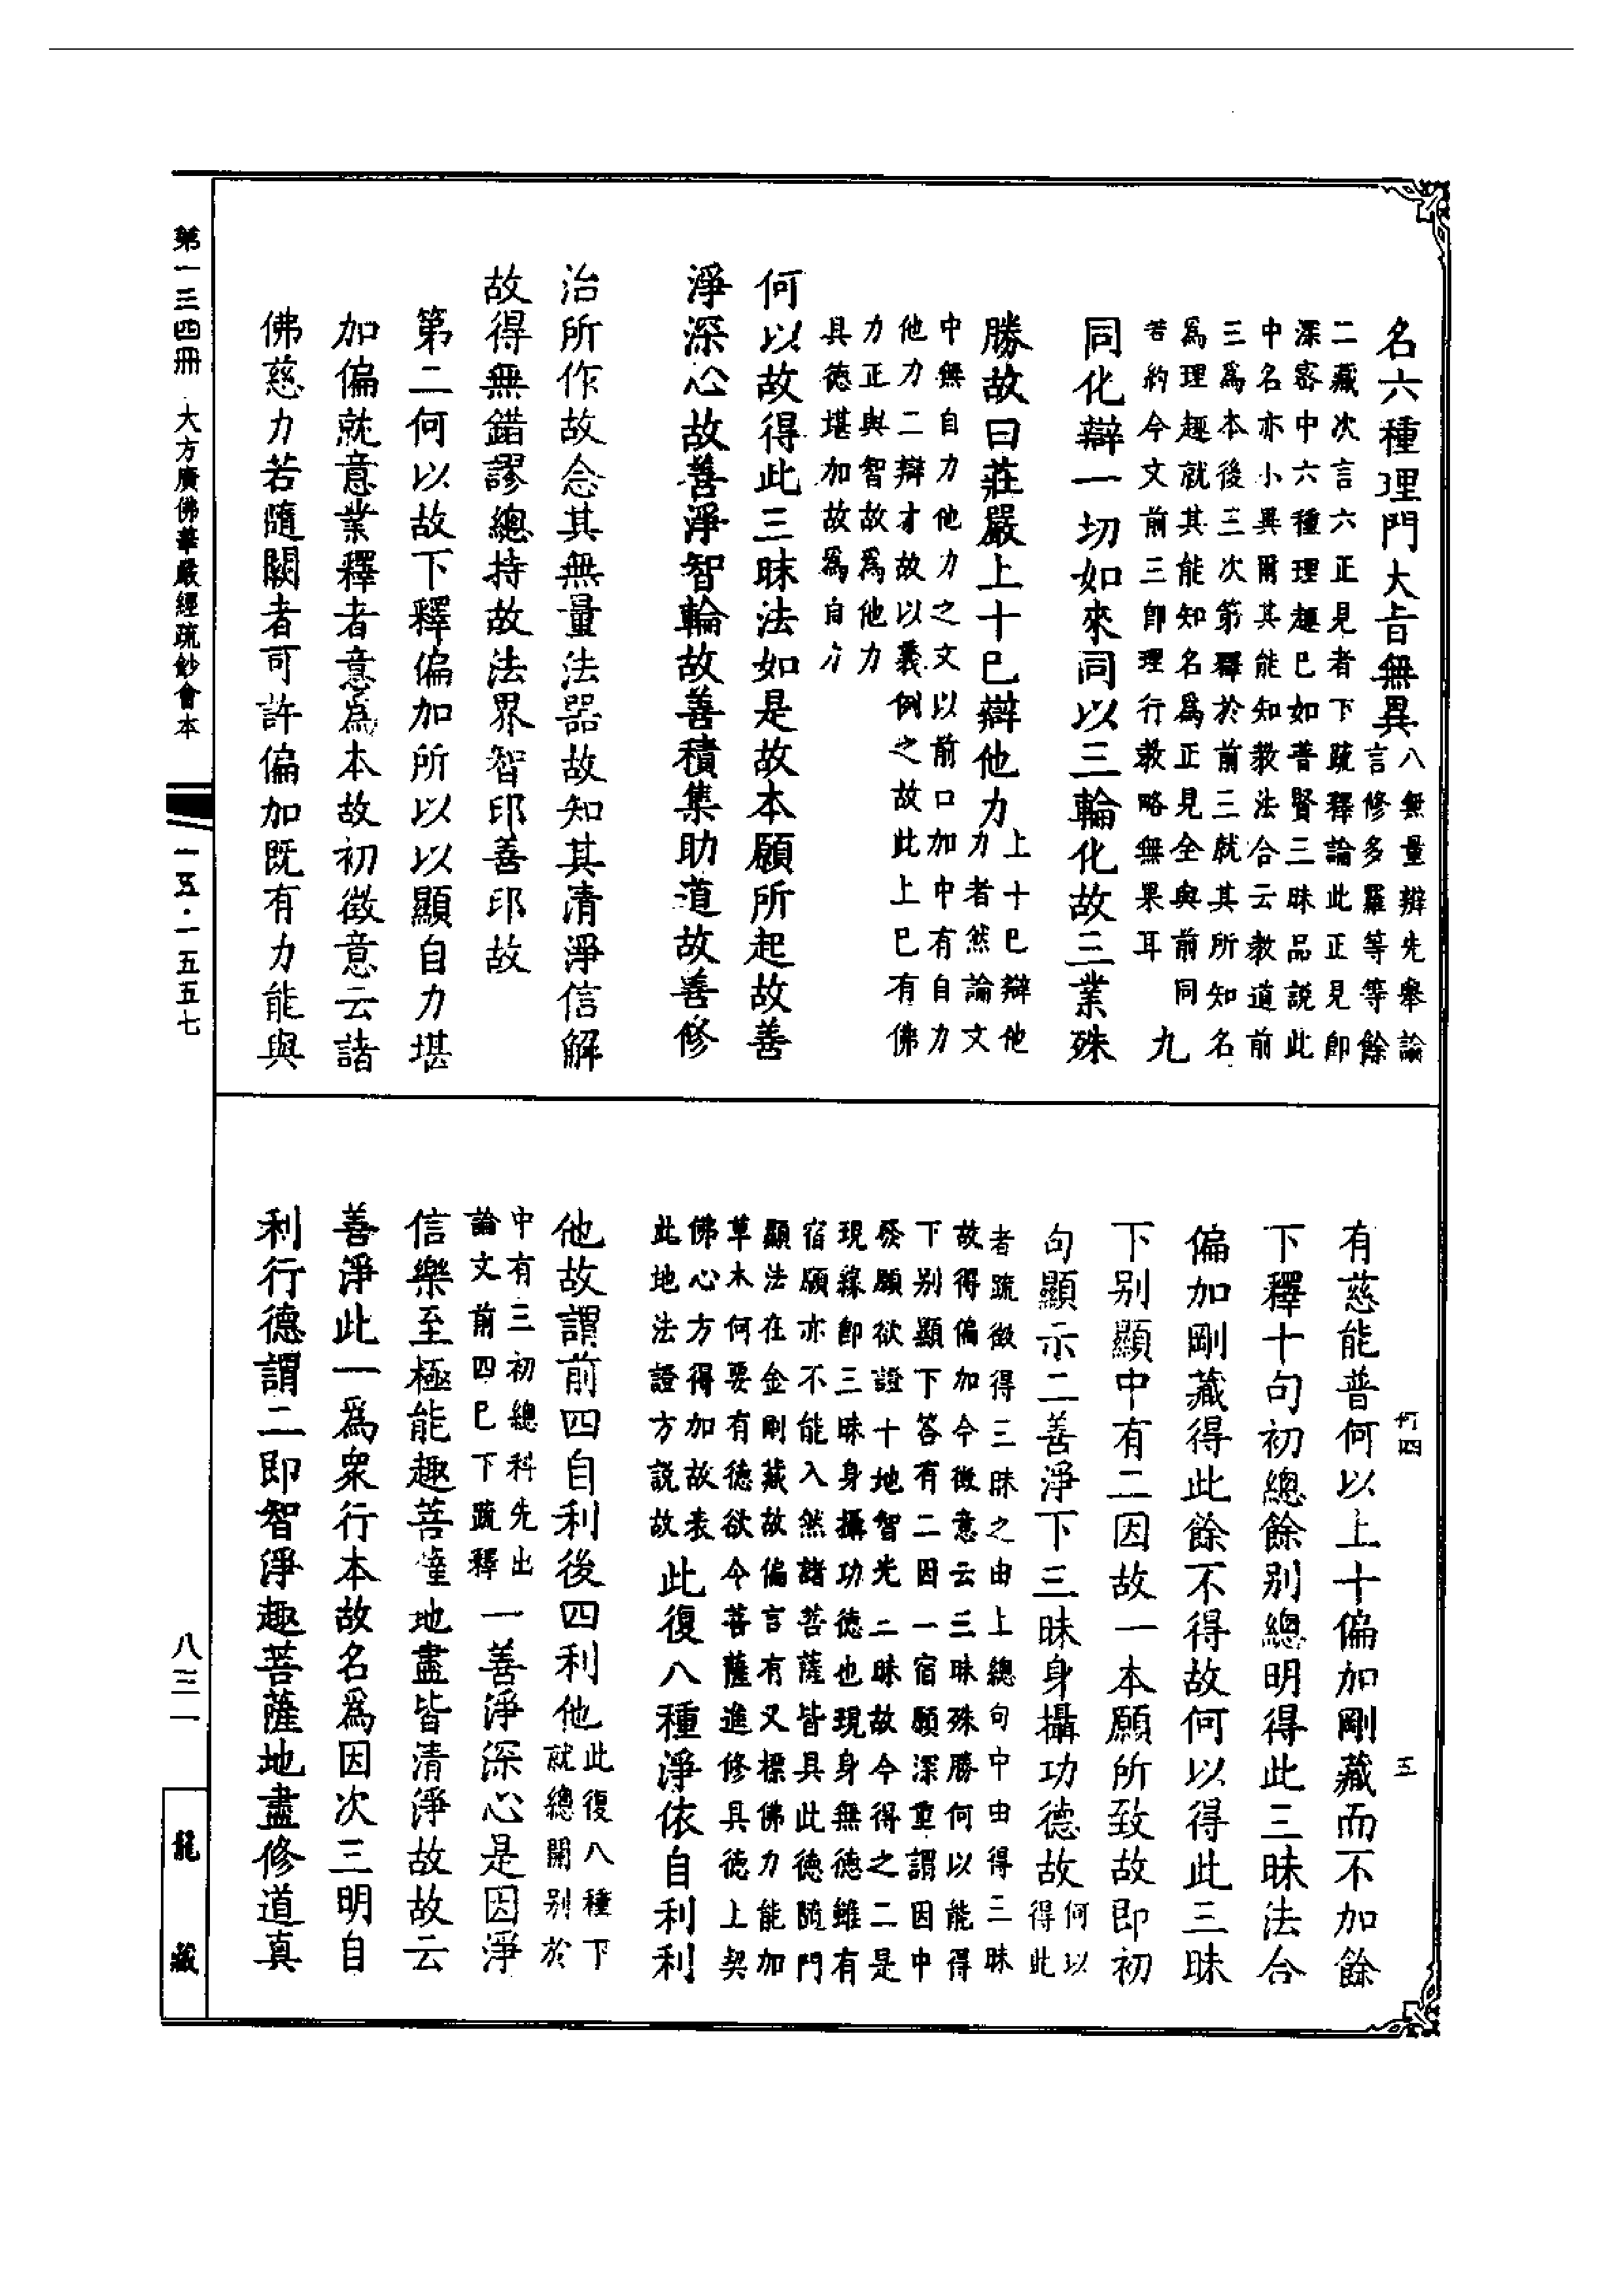 名六種理門大旨無異八無量辯先舉論
言修多羅等等餘
二藏次言六正見者下疏釋論此正見即
深密中六種理趣已如普賢三昧品説此
中名亦小異爾其能知教法合云教道前
三爲本後三次第釋於前三就其所知名
爲理趣就其能知名爲正見全與前同
若約今文前三即理行教略無果耳
九
同化辯一切如來同以三輪化故三業殊
勝故曰莊嚴上十已辯他力上十已辯他
力者然論文
中無自力他力之文以前口加中有自力
他力二辯才故以義例之故此上已有佛
力正與智故爲他力
具德堪加故爲自力
何以故得此三昧法如是故本願所起故善
淨深心故善淨智輪故善積集助道故善修
治所作故念其無量法器故知其清淨信解
故得無錯謬總持故法界智印善印故
第二何以故下釋偏加所以以顯自力堪
加偏就意業釋者意爲本故初徵意云諸
佛慈力若隨闕者可許偏加既有力能與
有慈能普何以上十偏加剛藏而不加餘
下釋十句初總餘别總明得此三昧法合
偏加剛藏得此餘不得故何以得此三昧
下别顯中有二因故一本願所致故即初
句顯示二善淨下三昧身攝功德故何以
得此
者疏徵得三昧之由上總句中由得三昧
故得偏加今徵意云三昧殊勝何以能得
下别顯下答有二因一宿願深重謂因中
發願欲證十地智光二昧故今得之二是
現緣即三昧身攝功德也現身無德雖有
宿願亦不能入然諸菩薩皆具此德隨門
顯法在金剛藏故偏言有又標佛力能加
草木何要有德欲令菩薩進修具德上契
佛心方得加故表
此地法證方説故
此復八種淨依自利利
他故謂前四自利後四利他此復八種下
就總開别於
中有三初總科先出
論文前四已下疏釋
一善淨深心是因淨
信樂至極能趣菩薩地盡皆清淨故故云
善淨此一爲衆行本故名爲因次三明自
利行德謂二即智淨趣菩薩地盡修道真
何四
五
第一三四冊
大方廣佛華嚴經疏鈔會本
一五·一五五七
八三一
龍藏